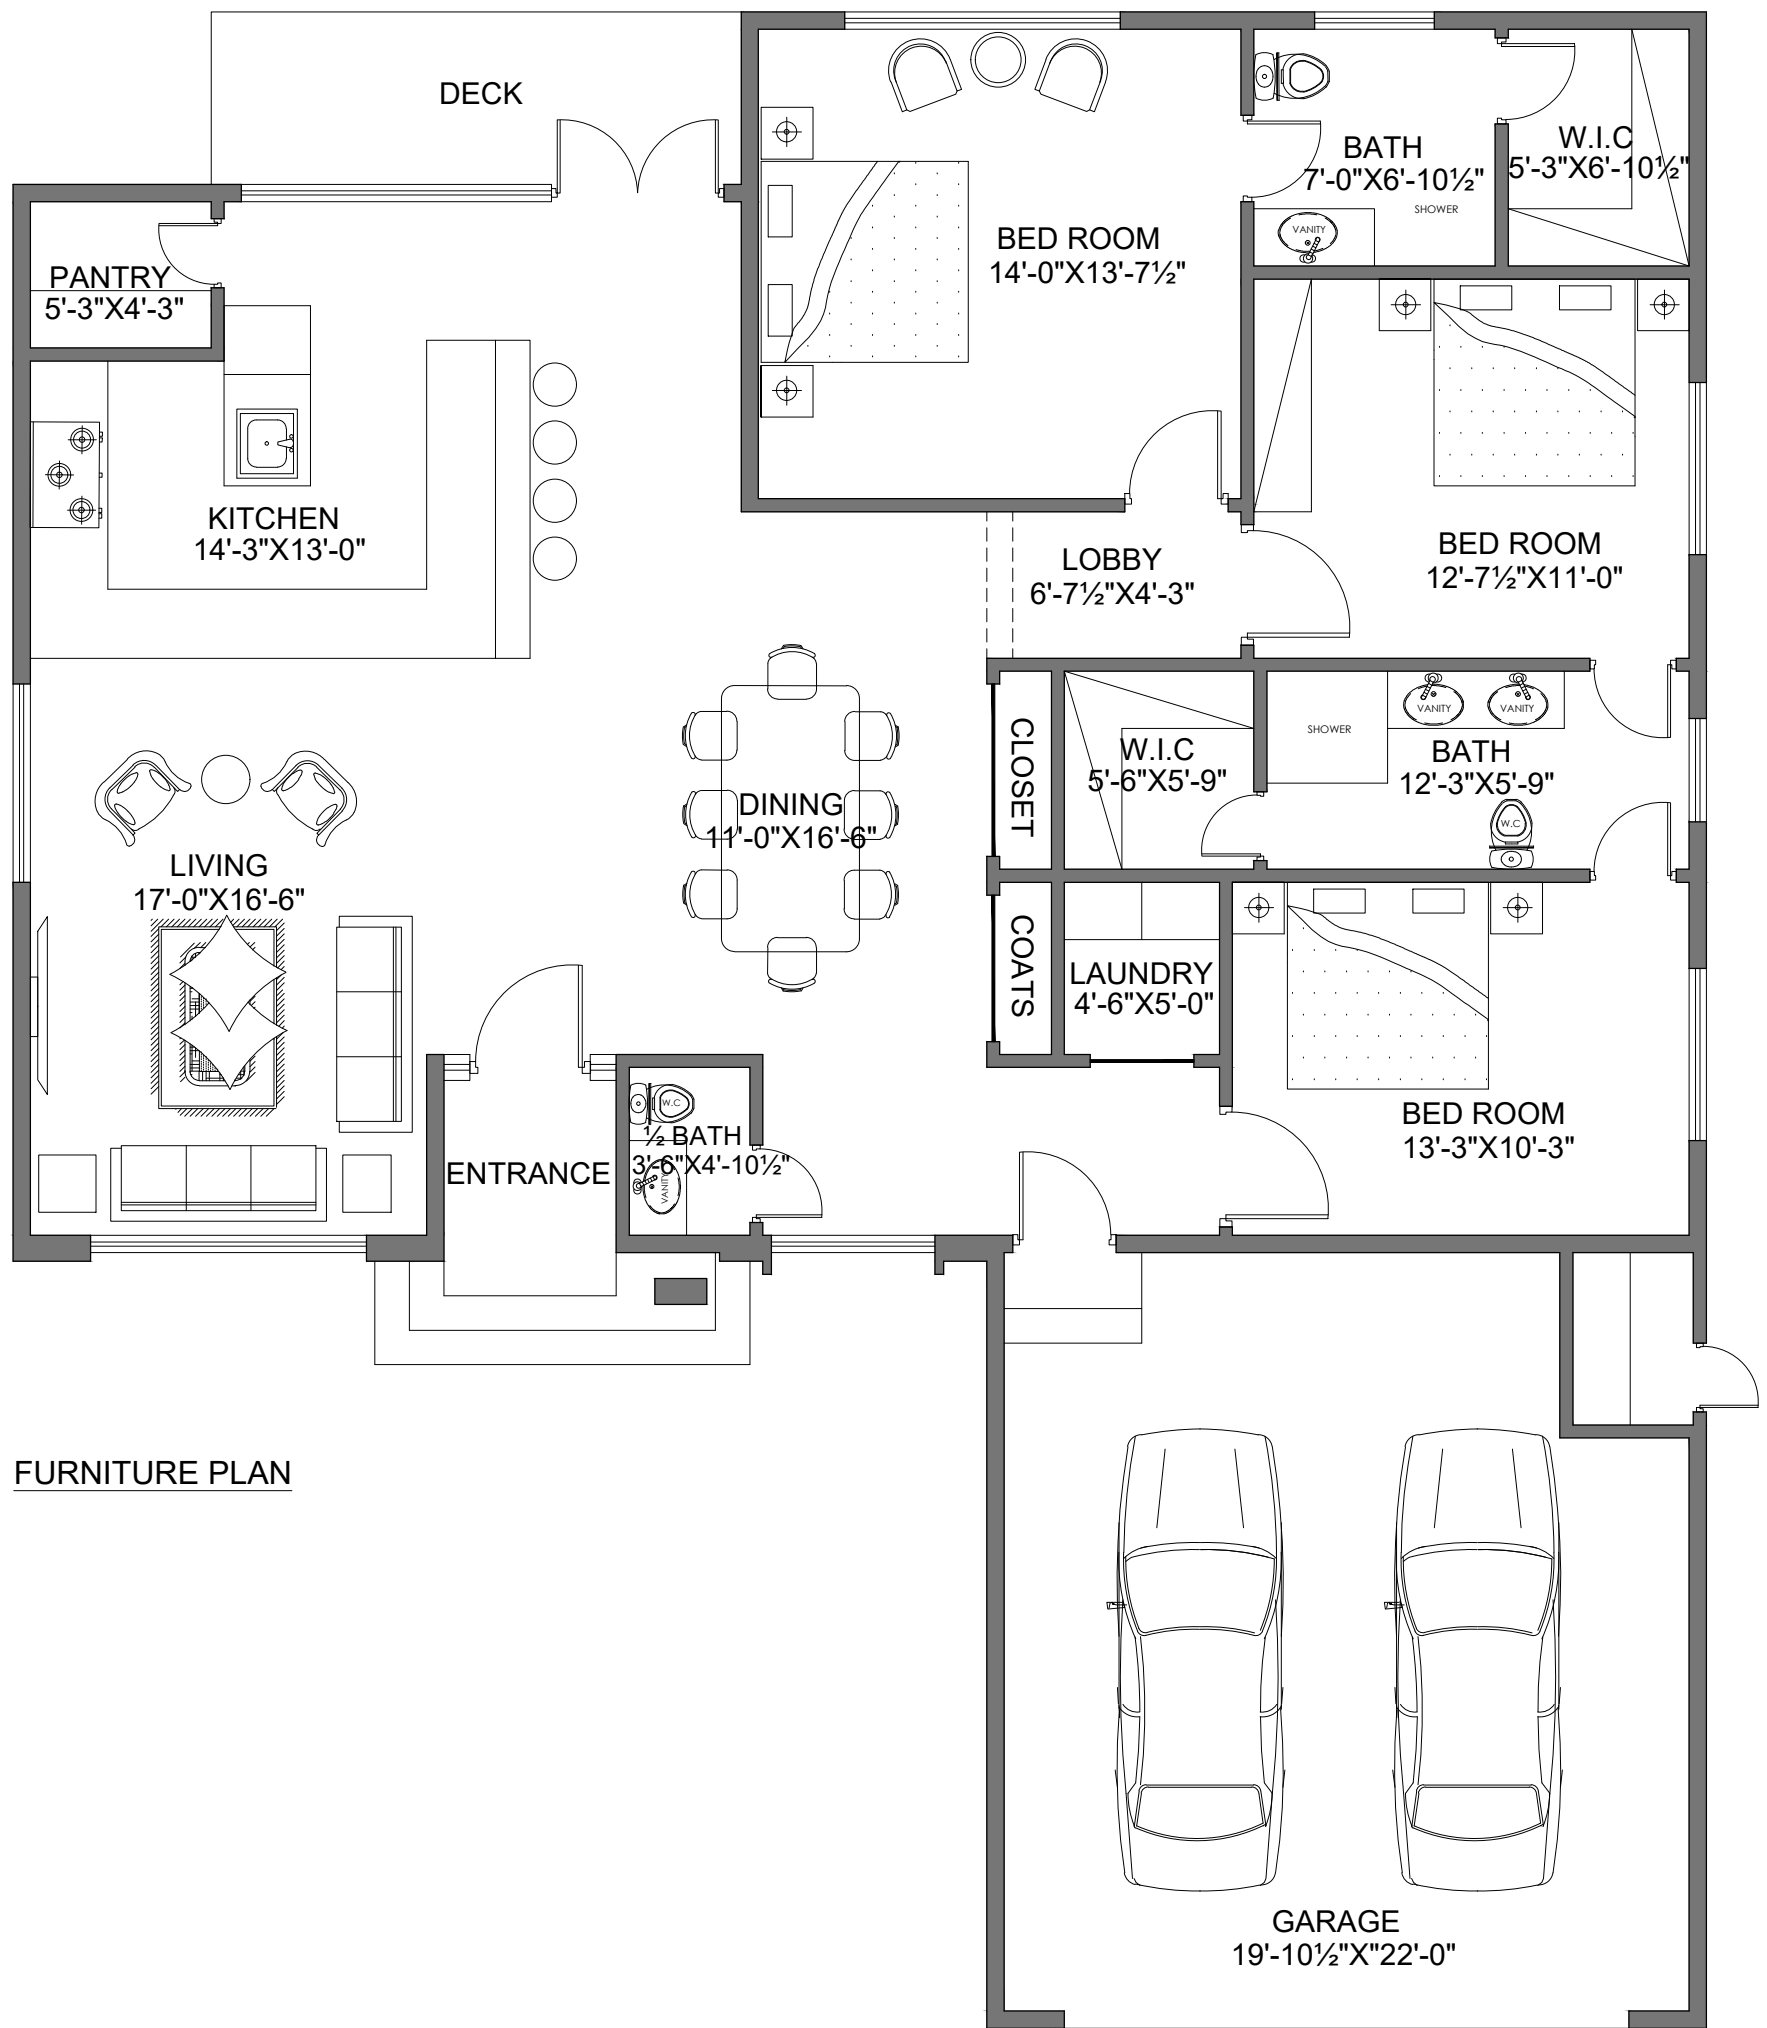 DECK
BATH
7'-0"X6'-10½"
SHOWER
VANITY
W.I.C
5'-3"X6'-10½"
BED ROOM
14'-0"X13'-7½"
PANTRY
5'-3"X4'-3"
KITCHEN
14'-3"X13'-0"
LOBBY
6'-7½"X4'-3"
BED ROOM
12'-7½"X11'-0"
CLOSET
W.I.C
5'-6"X5'-9"
SHOWER
VANITY
VANITY
BATH
12'-3"X5'-9"
W.C
DINING
11'-0"X16'-6"
LIVING
17'-0"X16'-6"
COATS
LAUNDRY
4'-6"X5'-0"
BED ROOM
13'-3"X10'-3"
ENTRANCE
W.C
½ BATH
3'-6"X4'-10½"
VANITY
FURNITURE PLAN
GARAGE
19'-10½"X"22'-0"